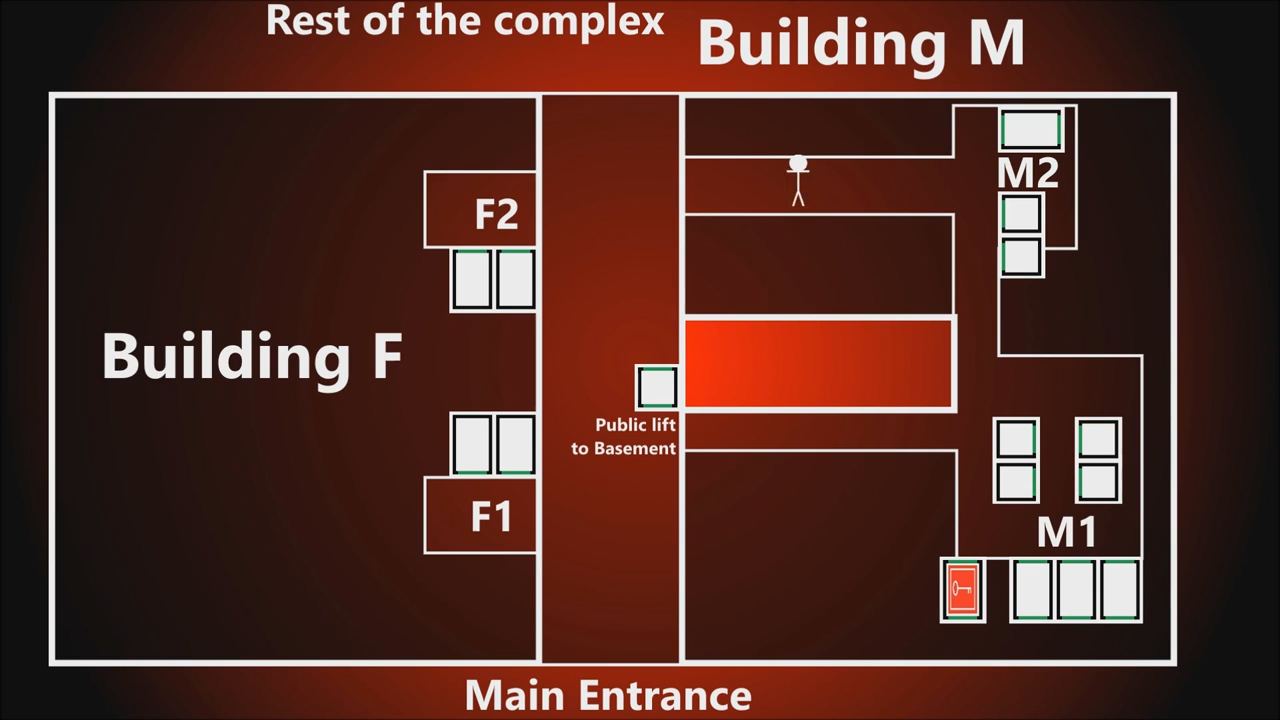 Rest of the complex
Building M
M2
F2
Building F
Public lift
to Basement
F1
M1
Main Entrance